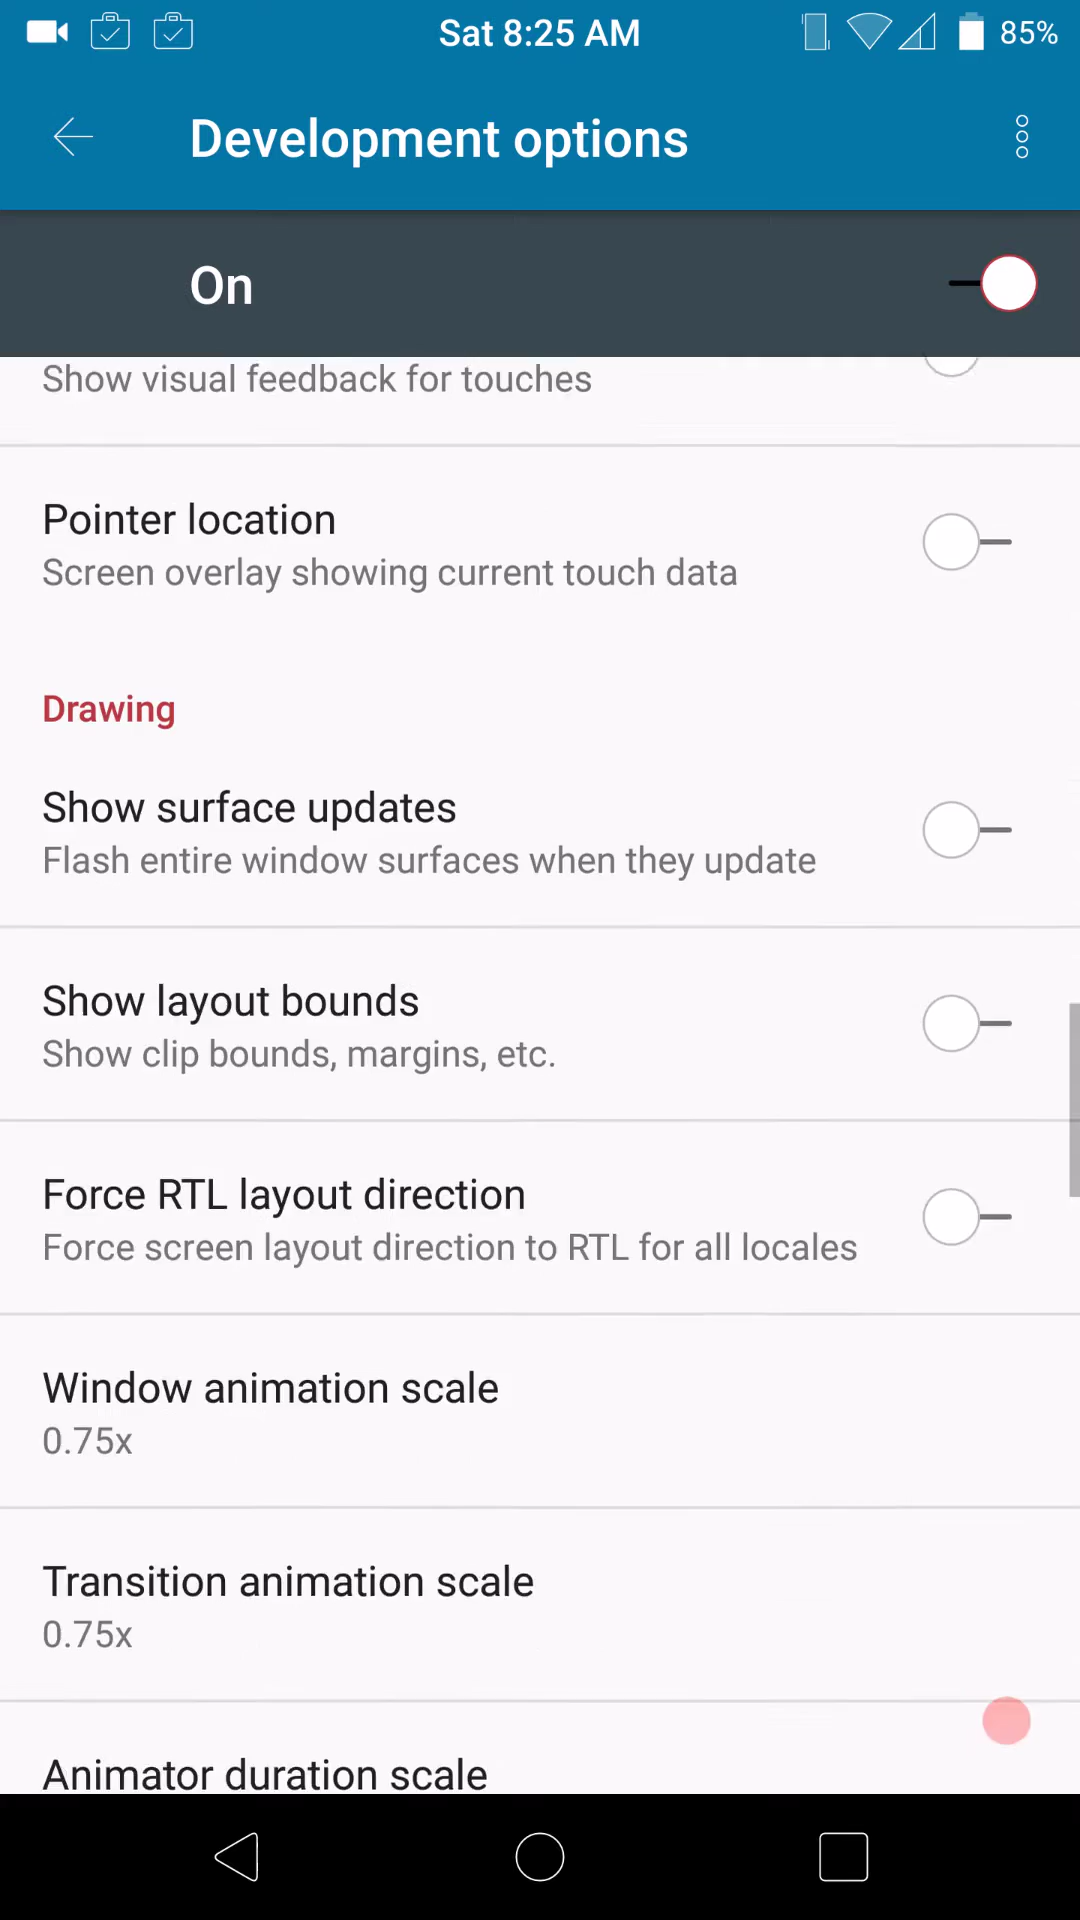 Sat 8:25 AM
85%
Development options
On
Show visual feedback for touches
Pointer location
Screen overlay showing current touch data
Drawing
Show surface updates
Flash entire window surfaces when they update
Show layout bounds
Show clip bounds, margins, etc.
Force RTL layout direction
Force screen layout direction to RTL for all locales
Window animation scale
0.75x
Transition animation scale
0.75x
Animator duration scale